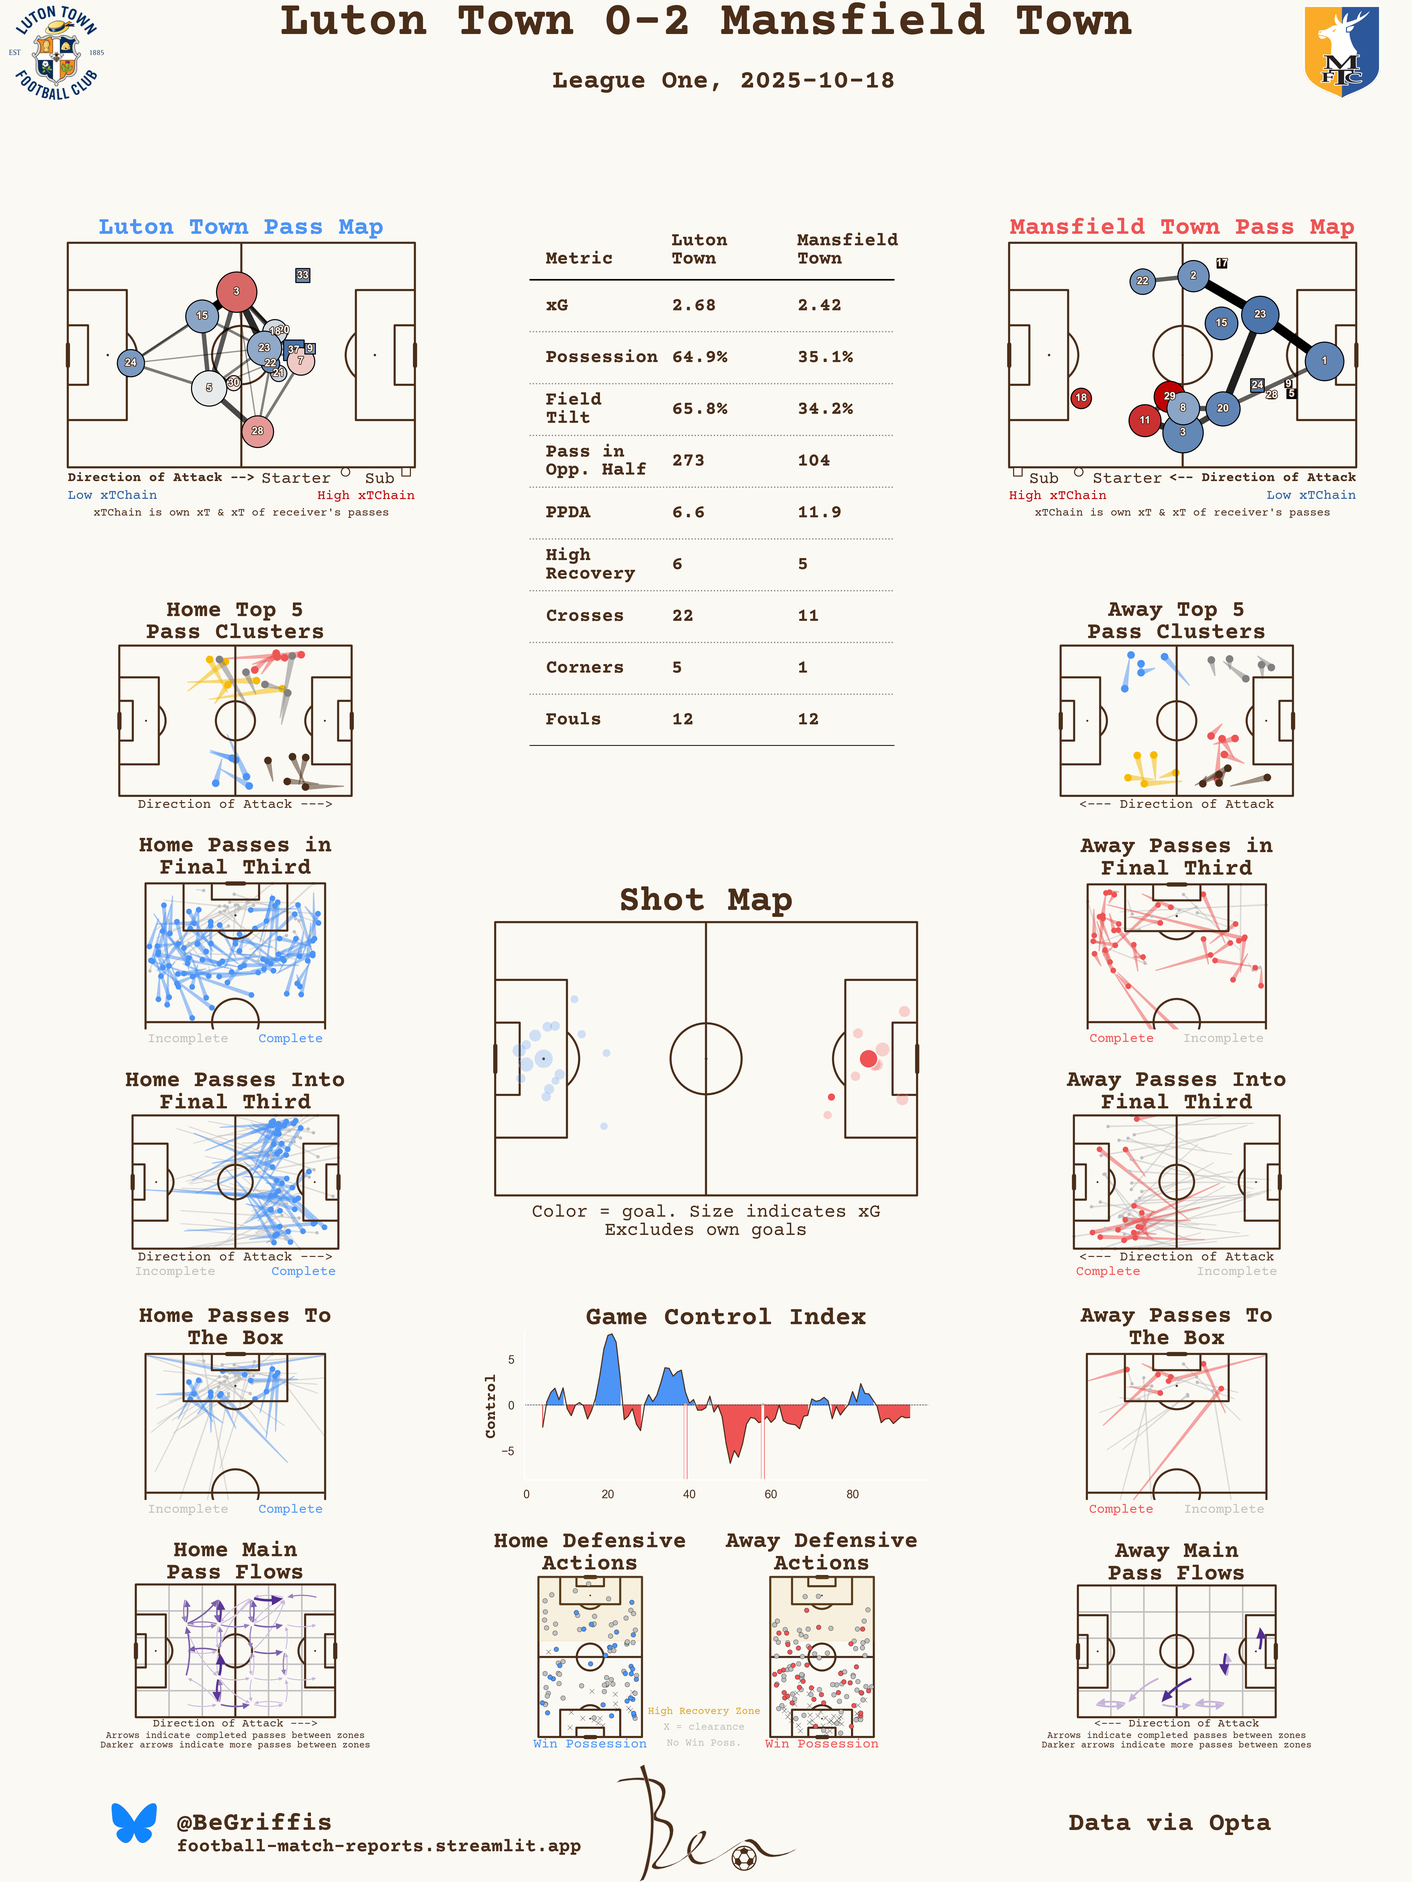 Luton Town 0-2 Mansfield Town
League One, 2025-10-18
LUTON TOWN
EST 1885
FOOTBALL CLUB
M
F T C
Luton Town Pass Map
33
3
15
18 20
23
37 9
24
22 7
21
30
5
28
Direction of Attack --> Starter Sub
Low xTChain High xTChain
xTChain is own xT & xT of receiver's passes
Metric Luton Town Mansfield Town
xG 2.68 2.42
Possession 64.9% 35.1%
Field Tilt 65.8% 34.2%
Pass in Opp. Half 273 104
PPDA 6.6 11.9
High Recovery 6 5
Crosses 22 11
Corners 5 1
Fouls 12 12
Mansfield Town Pass Map
17
22 2
23
15
1
24 9
18 29 28 5
8 20
11
3
Sub Starter <-- Direction of Attack
High xTChain Low xTChain
xTChain is own xT & xT of receiver's passes
Home Top 5
Pass Clusters
Direction of Attack --->
Away Top 5
Pass Clusters
<--- Direction of Attack
Home Passes in
Final Third
Incomplete Complete
Away Passes in
Final Third
Complete Incomplete
Shot Map
Color = goal. Size indicates xG
Excludes own goals
Home Passes Into
Final Third
Direction of Attack --->
Incomplete Complete
Away Passes Into
Final Third
<--- Direction of Attack
Complete Incomplete
Home Passes To
The Box
Incomplete Complete
Game Control Index
Control
5
0
−5
0 20 40 60 80
Away Passes To
The Box
Complete Incomplete
Home Main
Pass Flows
Direction of Attack --->
Arrows indicate completed passes between zones
Darker arrows indicate more passes between zones
Home Defensive
Actions
Win Possession
High Recovery Zone
X = clearance
No Win Poss.
Away Defensive
Actions
Win Possession
Away Main
Pass Flows
<--- Direction of Attack
Arrows indicate completed passes between zones
Darker arrows indicate more passes between zones
@BeGriffis
football-match-reports.streamlit.app
Ben
Data via Opta